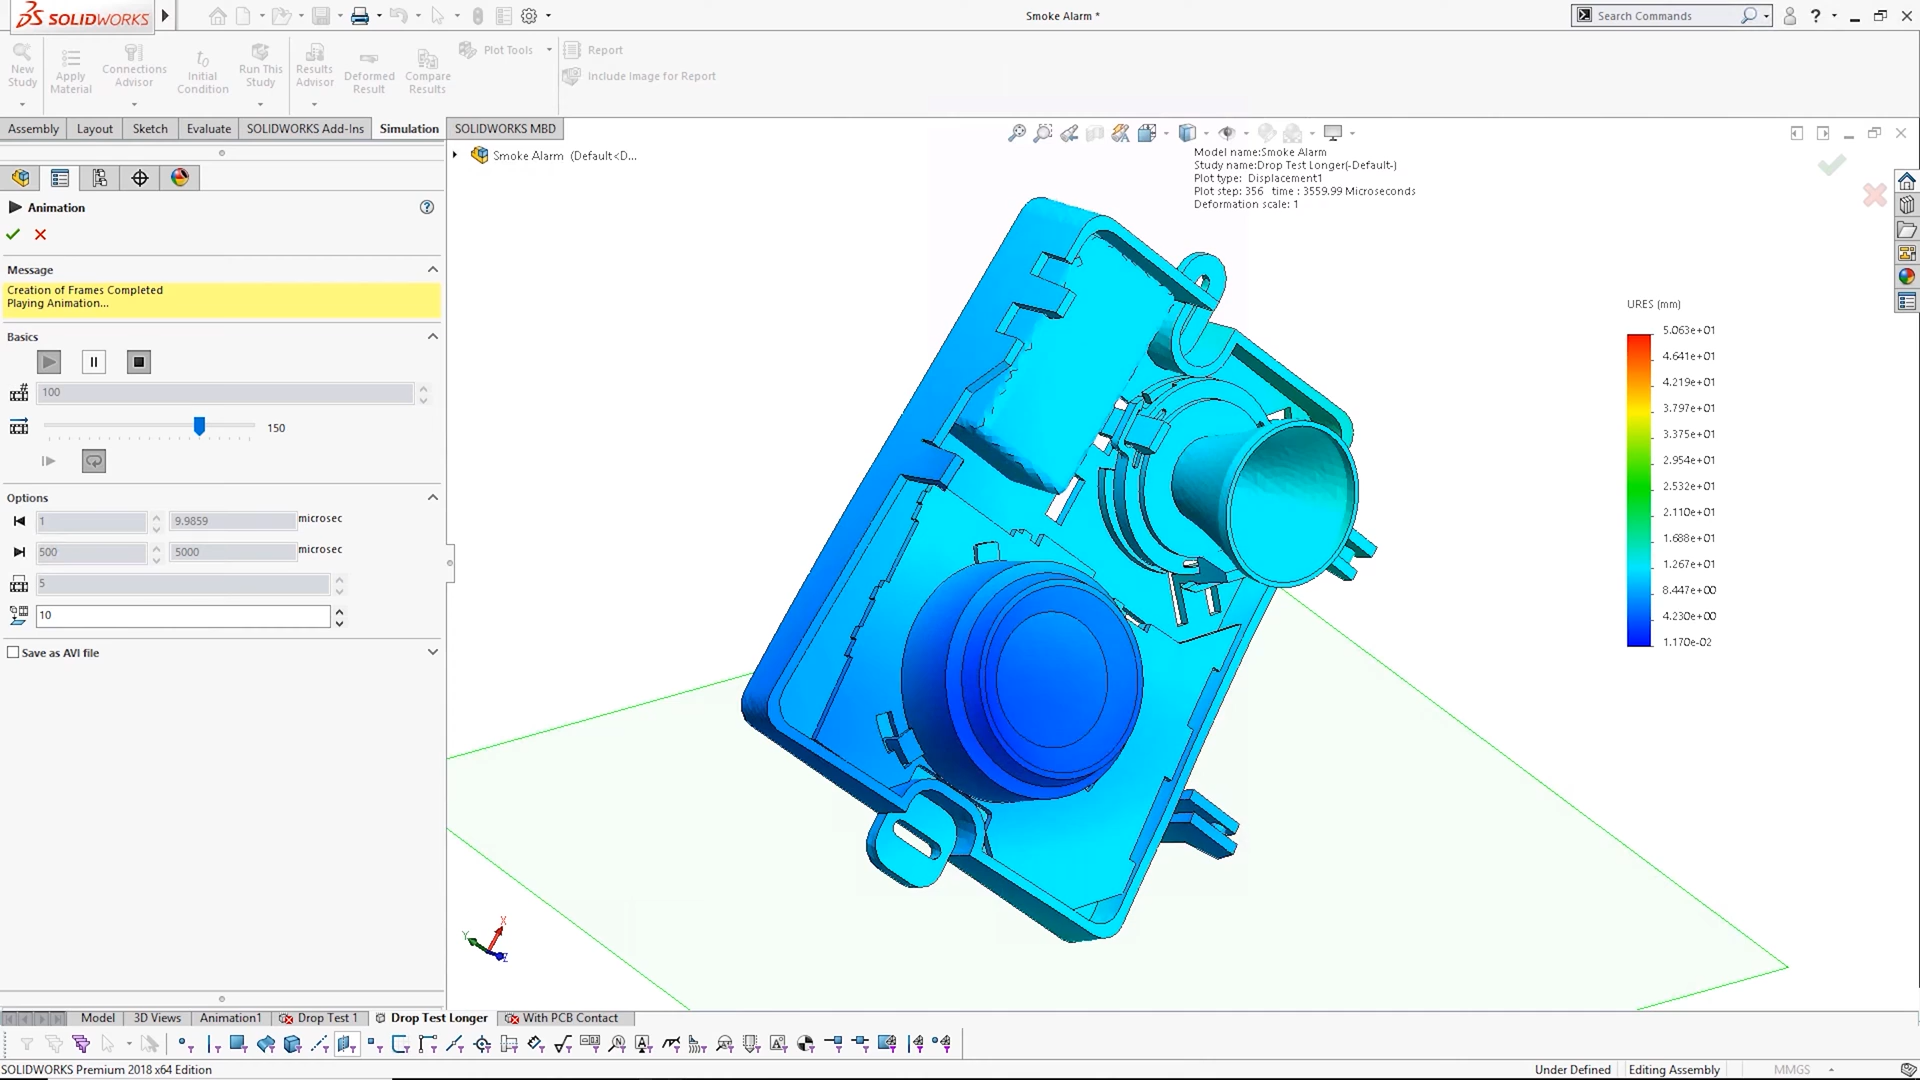 SOLIDWORKS
Smoke Alarm *
Search Commands
?
New Study
Apply Material
Connections Advisor
t0 Initial Condition
Run This Study
Results Advisor
Deformed Result
Compare Results
Plot Tools
Report
Include Image for Report
Assembly
Layout
Sketch
Evaluate
SOLIDWORKS Add-Ins
Simulation
SOLIDWORKS MBD
Smoke Alarm (Default<D...
Model name:Smoke Alarm
Study name:Drop Test Longer(-Default-)
Plot type: Displacement1
Plot step: 356 time : 3559.99 Microseconds
Deformation scale: 1
Animation
?
Message
Creation of Frames Completed
Playing Animation...
Basics
100
150
Options
1
9.9859
microsec
500
5000
microsec
5
10
Save as AVI file
URES (mm)
5.063e+01
4.641e+01
4.219e+01
3.797e+01
3.375e+01
2.954e+01
2.532e+01
2.110e+01
1.688e+01
1.267e+01
8.447e+00
4.230e+00
1.170e-02
X
Y
Z
Model
3D Views
Animation1
Drop Test 1
Drop Test Longer
With PCB Contact
SOLIDWORKS Premium 2018 x64 Edition
Under Defined
Editing Assembly
MMGS